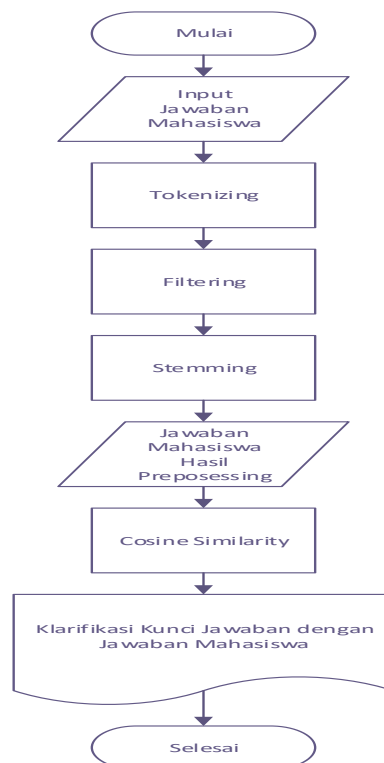 Mulai
Input
Jawaban
Mahasiswa
Tokenizing
Filtering
Stemming
Jawaban
Mahasiswa
Hasil
Preposessing
Cosine Similarity
Klarifikasi Kunci Jawaban dengan
Jawaban Mahasiswa
Selesai